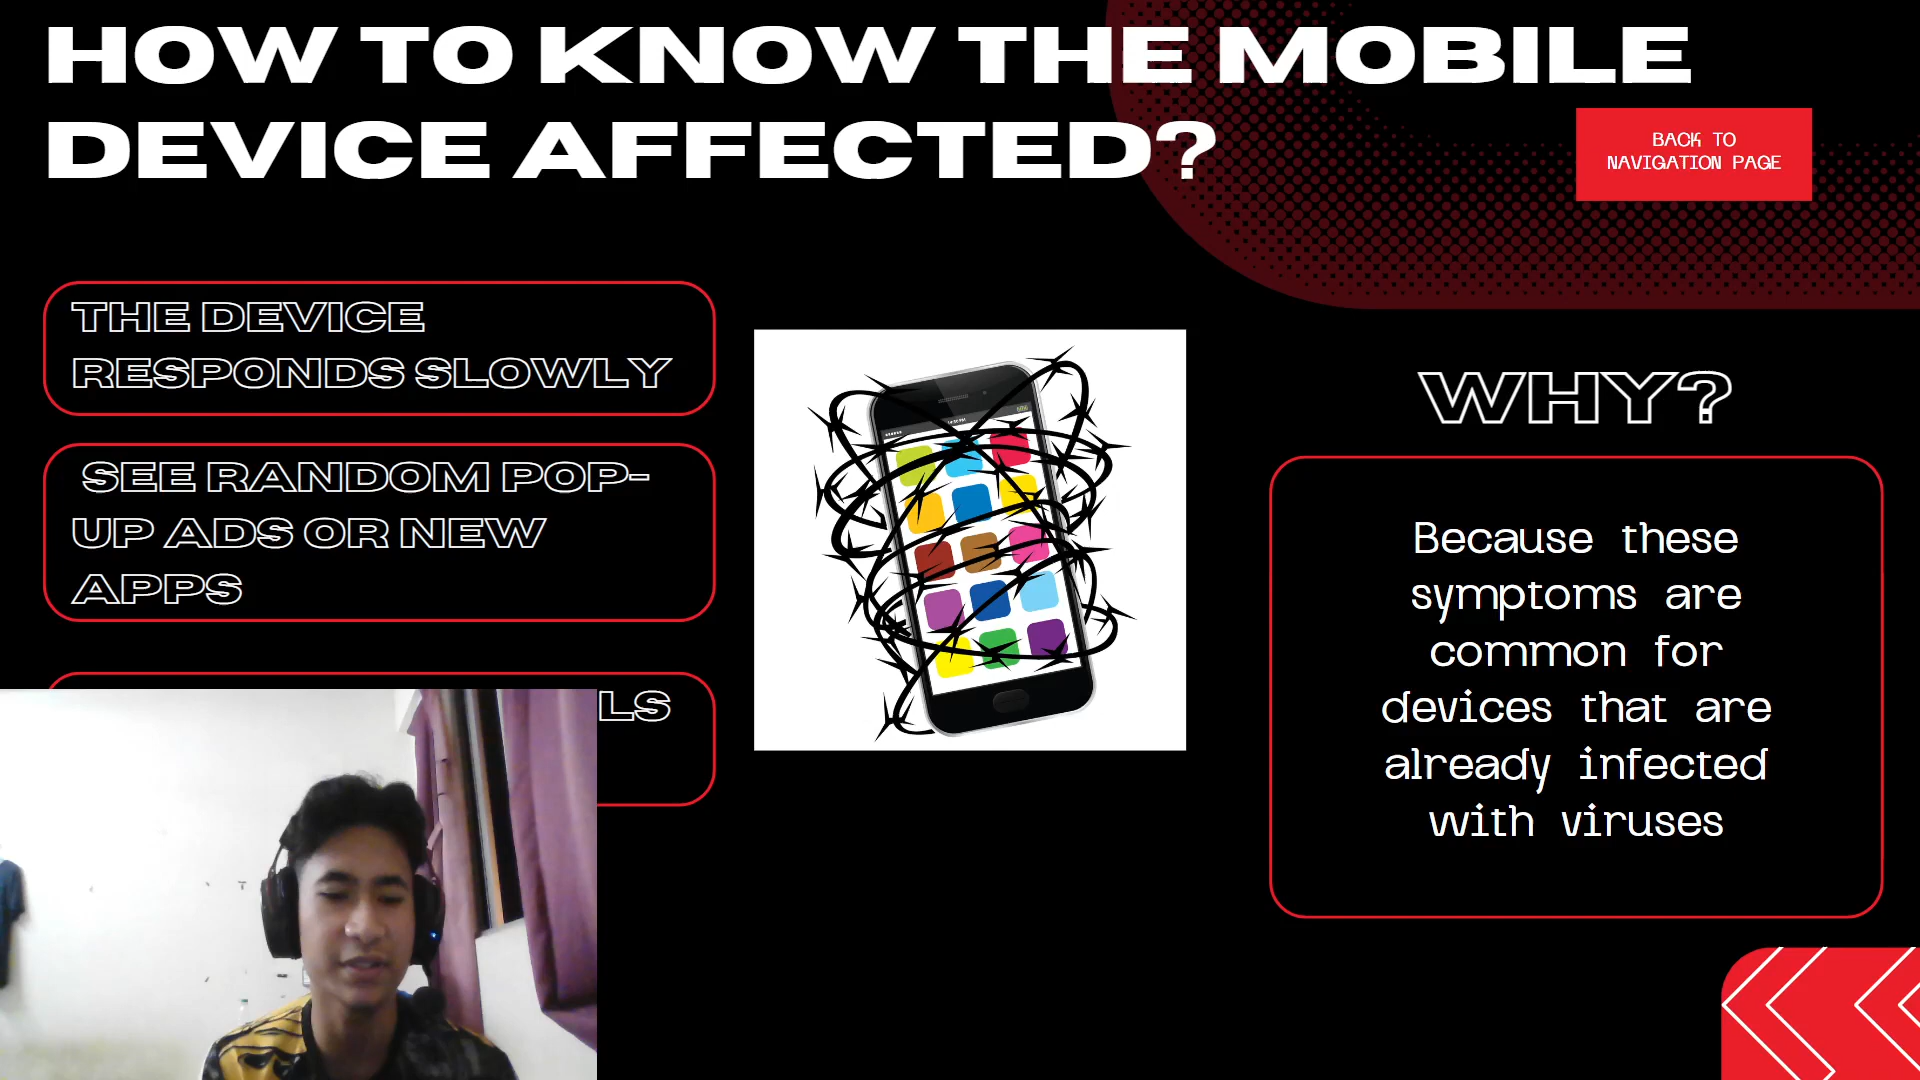 HOW TO KNOW THE MOBILE
DEVICE AFFECTED?
BACK TO
NAVIGATION PAGE
THE DEVICE
RESPONDS SLOWLY
SEE RANDOM POP-
UP ADS OR NEW
APPS
LS
WHY?
Because these
symptoms are
common for
devices that are
already infected
with viruses